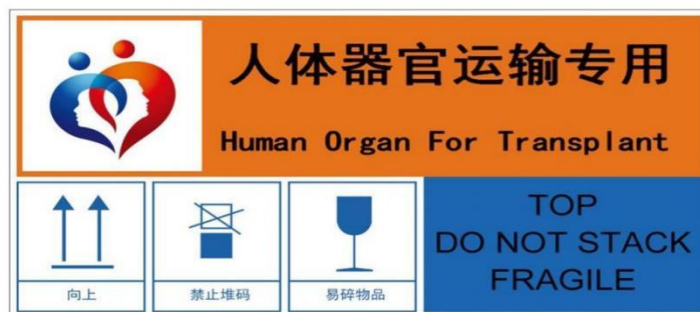 人体器官运输专用
Human Organ For Transplant
向上
禁止堆码
易碎物品
TOP
DO NOT STACK
FRAGILE